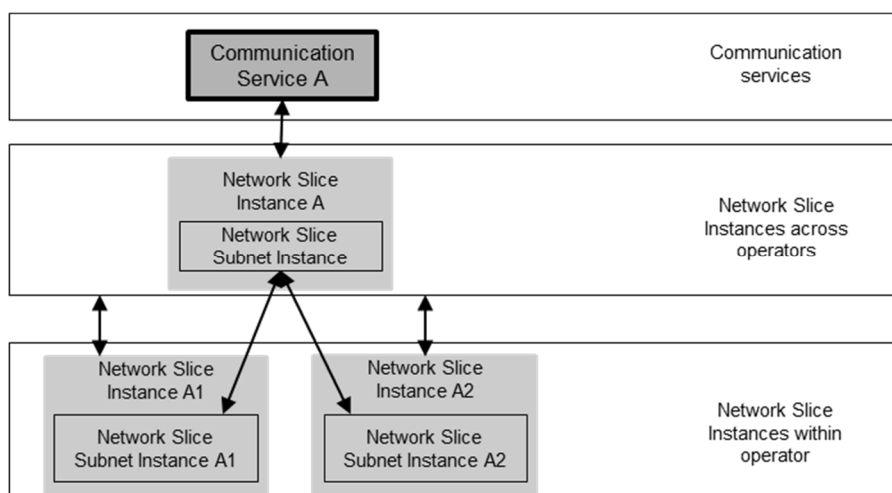 Communication
Service A
Communication
services
Network Slice
Instance A
Network Slice
Subnet Instance
Network Slice
Instances across
operators
Network Slice
Instance A1
Network Slice
Subnet Instance A1
Network Slice
Instance A2
Network Slice
Subnet Instance A2
Network Slice
Instances within
operator